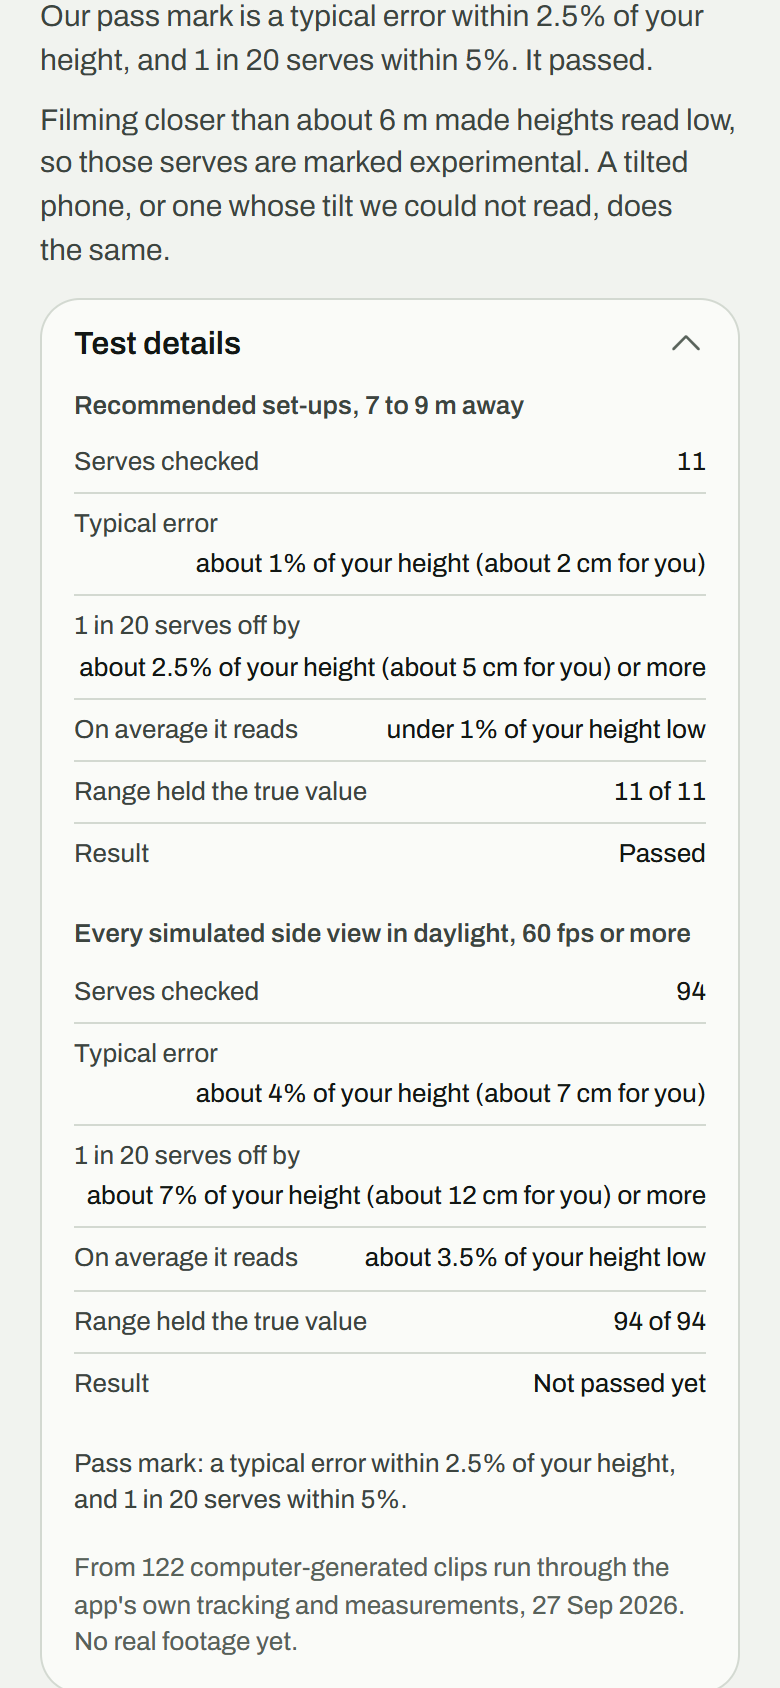 Our pass mark is a typical error within 2.5% of your
height, and 1 in 20 serves within 5%. It passed.
Filming closer than about 6 m made heights read low,
so those serves are marked experimental. A tilted
phone, or one whose tilt we could not read, does
the same.
Test details
Recommended set-ups, 7 to 9 m away
Serves checked 11
Typical error
about 1% of your height (about 2 cm for you)
1 in 20 serves off by
about 2.5% of your height (about 5 cm for you) or more
On average it reads under 1% of your height low
Range held the true value 11 of 11
Result Passed
Every simulated side view in daylight, 60 fps or more
Serves checked 94
Typical error
about 4% of your height (about 7 cm for you)
1 in 20 serves off by
about 7% of your height (about 12 cm for you) or more
On average it reads about 3.5% of your height low
Range held the true value 94 of 94
Result Not passed yet
Pass mark: a typical error within 2.5% of your height,
and 1 in 20 serves within 5%.
From 122 computer-generated clips run through the
app's own tracking and measurements, 27 Sep 2026.
No real footage yet.